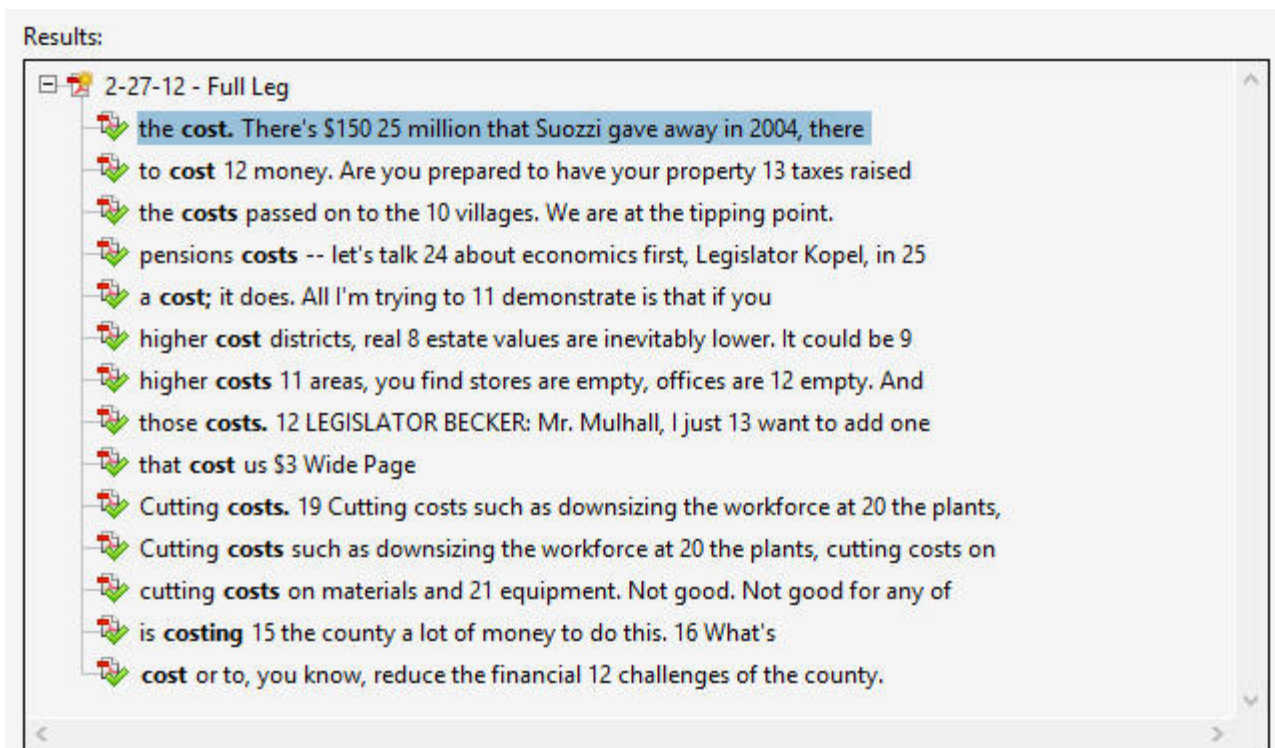 Results:
2-27-12 - Full Leg
the cost. There's $150 25 million that Suozzi gave away in 2004, there
to cost 12 money. Are you prepared to have your property 13 taxes raised
the costs passed on to the 10 villages. We are at the tipping point.
pensions costs -- let's talk 24 about economics first, Legislator Kopel, in 25
a cost; it does. All I'm trying to 11 demonstrate is that if you
higher cost districts, real 8 estate values are inevitably lower. It could be 9
higher costs 11 areas, you find stores are empty, offices are 12 empty. And
those costs. 12 LEGISLATOR BECKER: Mr. Mulhall, I just 13 want to add one
that cost us $3 Wide Page
Cutting costs. 19 Cutting costs such as downsizing the workforce at 20 the plants,
Cutting costs such as downsizing the workforce at 20 the plants, cutting costs on
cutting costs on materials and 21 equipment. Not good. Not good for any of
is costing 15 the county a lot of money to do this. 16 What's
cost or to, you know, reduce the financial 12 challenges of the county.